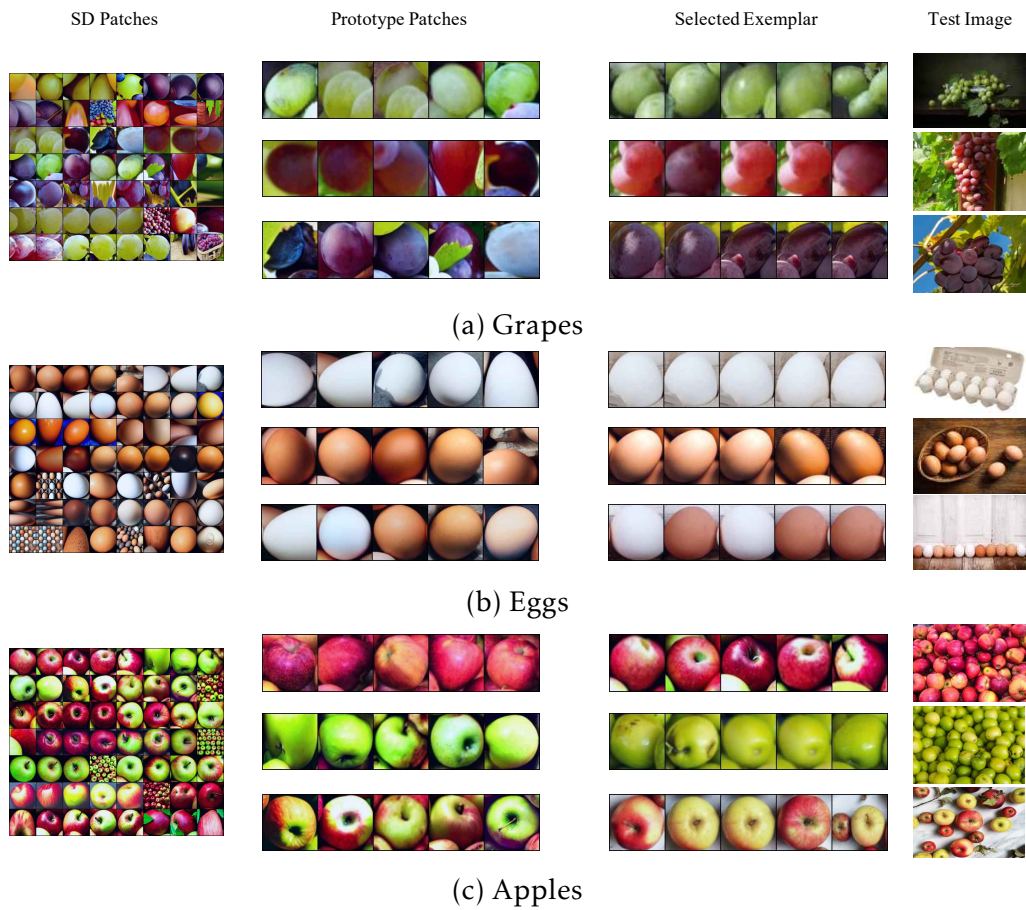 SD Patches Prototype Patches Selected Exemplar Test Image
(a) Grapes
(b) Eggs
(c) Apples